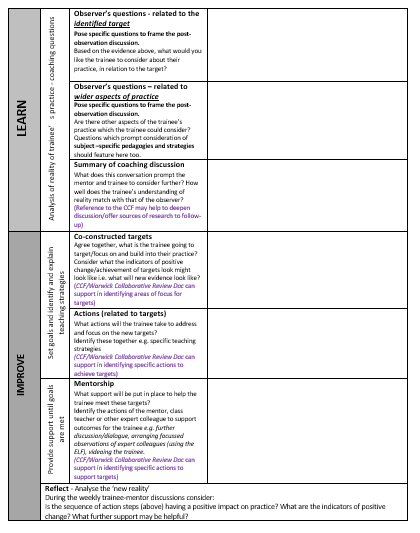 LEARN
Analysis of reality of trainee' s practice - coaching questions
Observer's questions - related to the
identified target
Pose specific questions to frame the post-
observation discussion.
Based on the evidence above, what would you
like the trainee to consider about their
practice, in relation to the target?
Observer's questions – related to
wider aspects of practice
Pose specific questions to frame the post-
observation discussion.
Are there other aspects of the trainee's
practice which the trainee could consider?
Questions which prompt consideration of
subject –specific pedagogies and strategies
should feature here too.
Summary of coaching discussion
What does this conversation prompt the
mentor and trainee to consider further? How
well does the trainee's understanding of
reality match with that of the observer?
(Reference to the CCF may help to deepen
discussion/offer sources of research to follow-
up)
IMPROVE
Set goals and identify and explain
teaching strategies
Co-constructed targets
Agree together, what is the trainee going to
target/focus on and build into their practice?
Consider what the indicators of positive
change/achievement of targets look might
look like i.e. what will new evidence look like?
(CCF/Warwick Collaborative Review Doc can
support in identifying areas of focus for
targets)
Actions (related to targets)
What actions will the trainee take to address
and focus on the new targets?
Identify these together e.g. specific teaching
strategies
(CCF/Warwick Collaborative Review Doc can
support in identifying specific actions to
achieve targets)
Provide support until goals
are met
Mentorship
What support will be put in place to help the
trainee meet these targets?
Identify the actions of the mentor, class
teacher or other expert colleague to support
outcomes for the trainee e.g. further
discussion/dialogue, arranging focussed
observations of expert colleagues (using the
ELF), videoing the trainee.
(CCF/Warwick Collaborative Review Doc can
support in identifying specific actions to
support targets)
Reflect - Analyse the 'new reality'
During the weekly trainee-mentor discussions consider:
Is the sequence of action steps (above) having a positive impact on practice? What are the indicators of positive
change? What further support may be helpful?